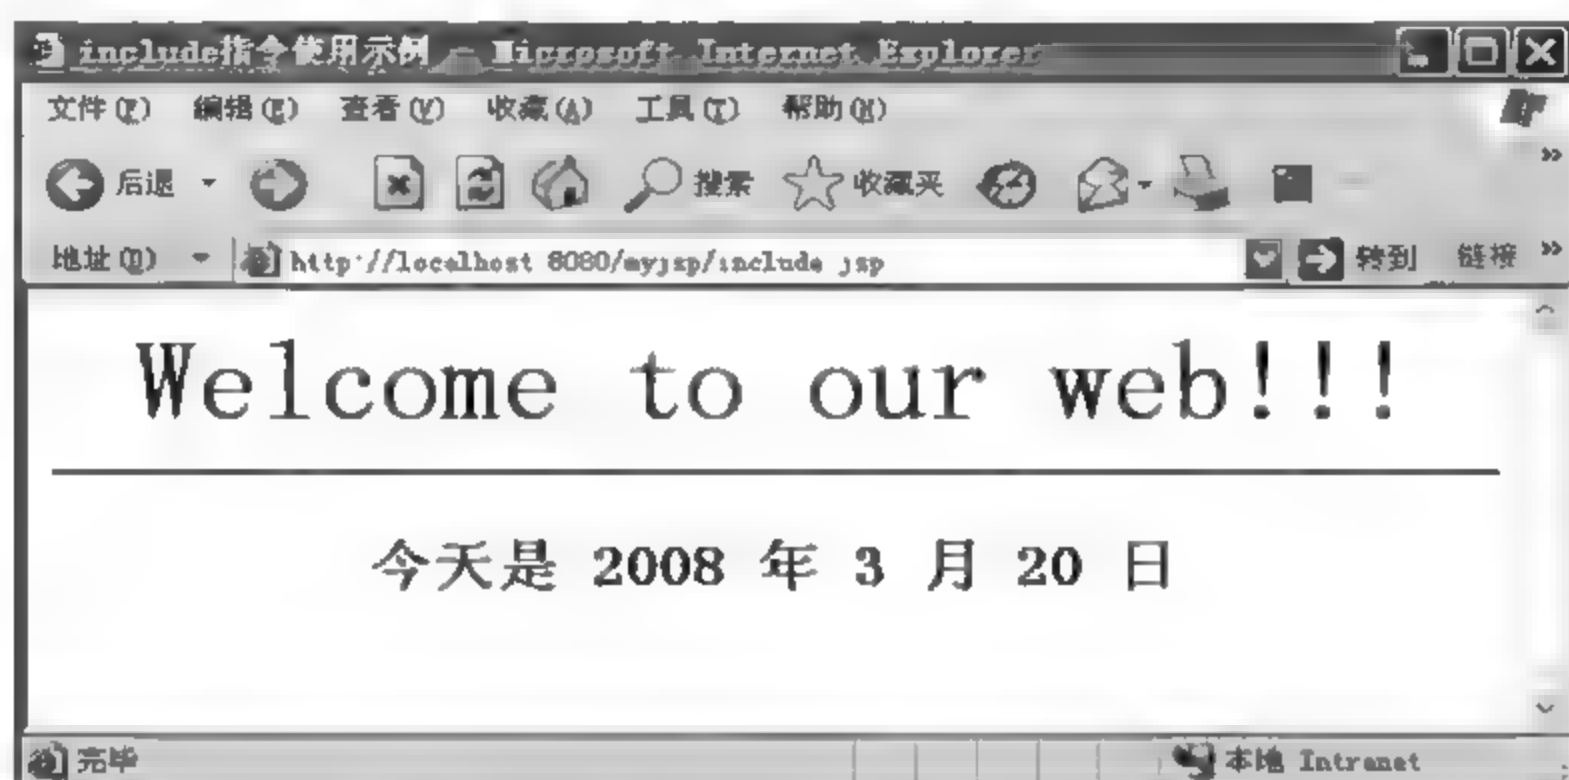 include指令使用示例 - Microsoft Internet Explorer
文件(F) 编辑(E) 查看(V) 收藏(A) 工具(T) 帮助(H)
后退 搜索 收藏夹 »
地址(D) http://localhost 8080/myjsp/include jsp 转到 链接 »
Welcome to our web!!!
今天是 2008 年 3 月 20 日
完毕 本地 Intranet